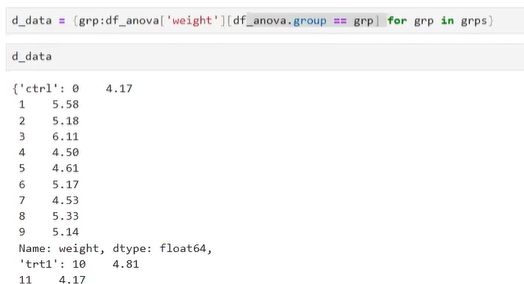 d_data = {grp:df_anova['weight'][df_anova.group == grp] for grp in grps}
d_data
{'ctrl': 0    4.17
1    5.58
2    5.18
3    6.11
4    4.50
5    4.61
6    5.17
7    4.53
8    5.33
9    5.14
Name: weight, dtype: float64,
'trt1': 10    4.81
11    4.17